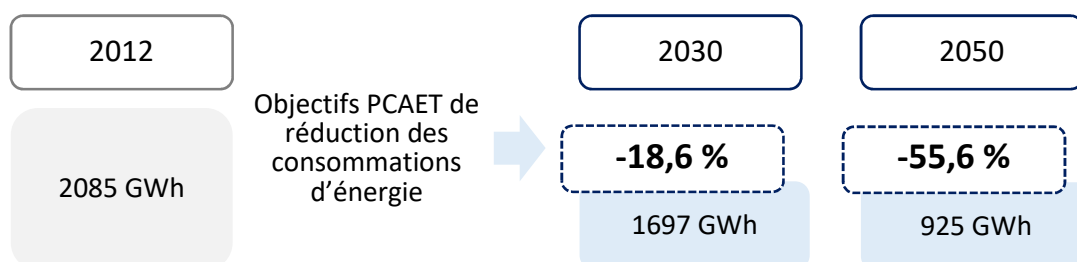 2012
2085 GWh
Objectifs PCAET de
réduction des
consommations
d’énergie
2030
-18,6 %
1697 GWh
2050
-55,6 %
925 GWh